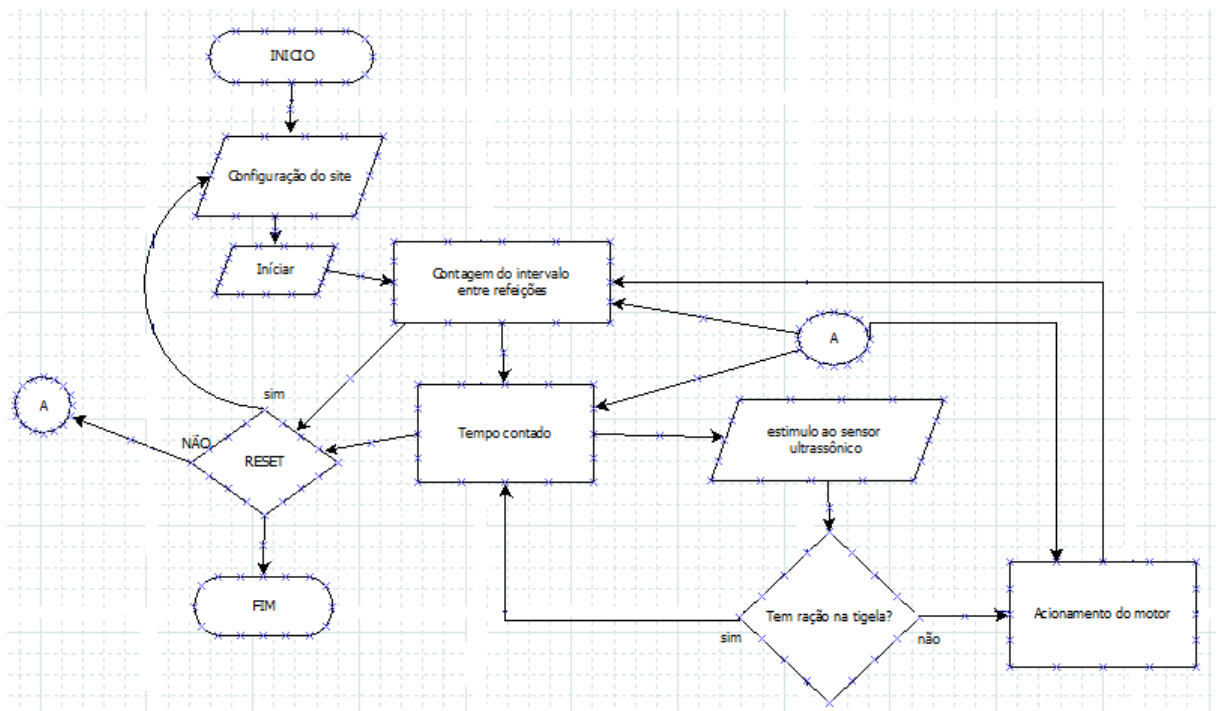 INICIO
Configuração do site
Iníciar
Contagem do intervalo
entre refeições
A
sim
A
NÃO
RESET
Tempo contado
estimulo ao sensor
ultrassônico
FIM
Tem ração na tigela?
sim
não
Acionamento do motor